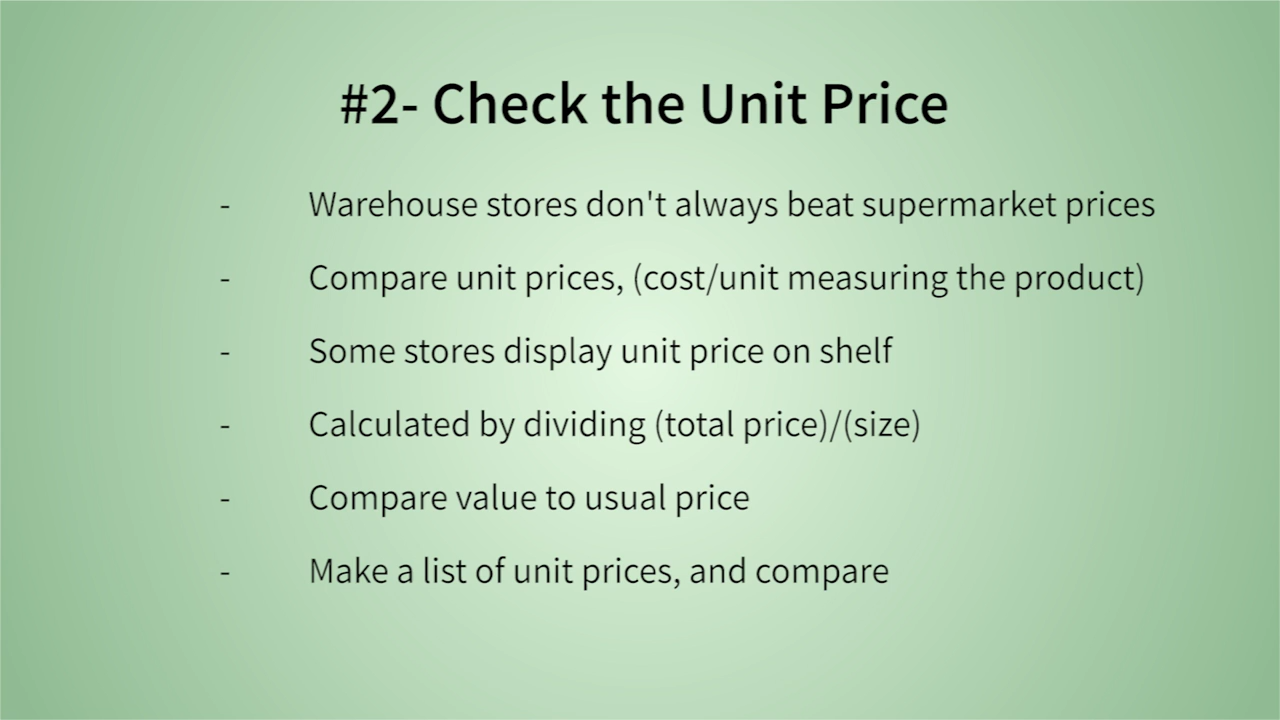 #2- Check the Unit Price
- Warehouse stores don't always beat supermarket prices
- Compare unit prices, (cost/unit measuring the product)
- Some stores display unit price on shelf
- Calculated by dividing (total price)/(size)
- Compare value to usual price
- Make a list of unit prices, and compare